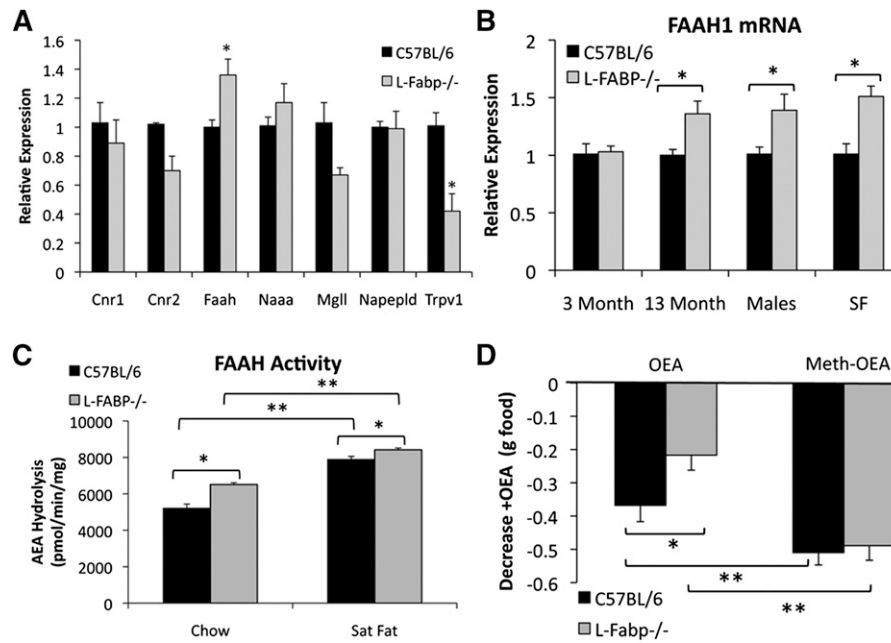 A
C57BL/6
L-Fabp-/-
Relative Expression
1.6
1.4
1.2
1
0.8
0.6
0.4
0.2
0
*
*
Cnr1 Cnr2 Faah Naaa Mgll Napepld Trpv1
B
FAAH1 mRNA
C57BL/6
L-FABP-/-
Relative Expression
2
1.5
1
0.5
0
*
*
*
3 Month 13 Month Males SF
C
FAAH Activity
C57BL/6
L-FABP-/-
AEA Hydrolysis
(pmol/min/mg)
10000
8000
6000
4000
2000
0
**
**
*
*
Chow Sat Fat
D
OEA Meth-OEA
Decrease +OEA (g food)
0
-0.1
-0.2
-0.3
-0.4
-0.5
-0.6
*
**
**
C57BL/6
L-Fabp-/-